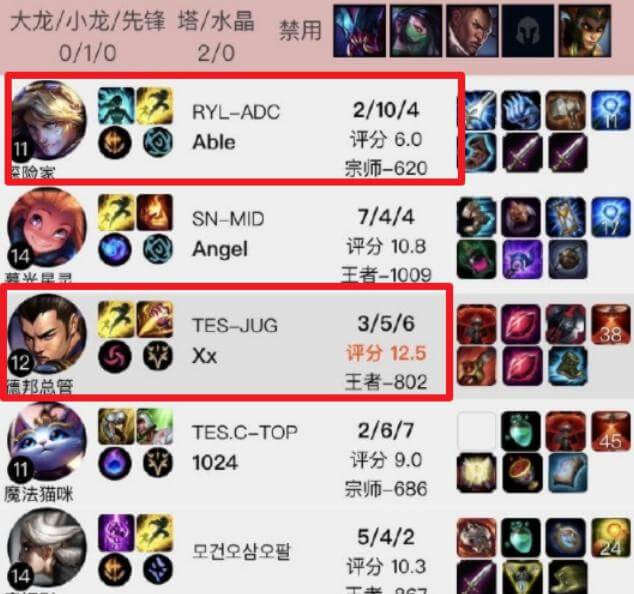 大龙/小龙/先锋 塔/水晶 禁用
0/1/0 2/0
RYL-ADC 2/10/4
Able 评分 6.0
11 宗师-620
探险家
SN-MID 7/4/4
Angel 评分 10.8
14 王者-1009
暮光星灵
TES-JUG 3/5/6
Xx 评分 12.5
38
12 王者-802
德邦总管
TES.C-TOP 2/6/7
45
1024 评分 9.0
11 宗师-686
魔法猫咪
5/4/2
모건오삼오팔 评分 10.3
24
14